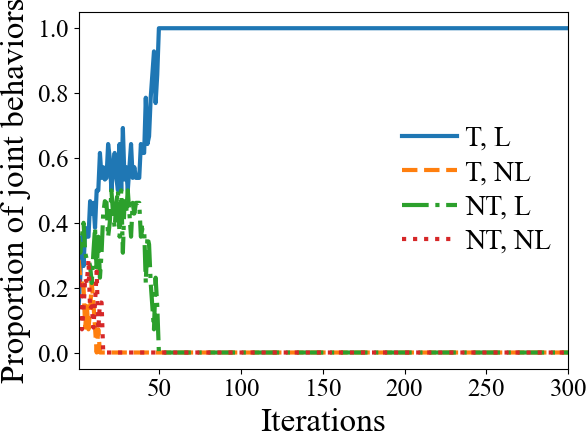 Proportion of joint behaviors
1.0
0.8
0.6
0.4
0.2
0.0
T, L
T, NL
NT, L
NT, NL
50 100 150 200 250 300
Iterations